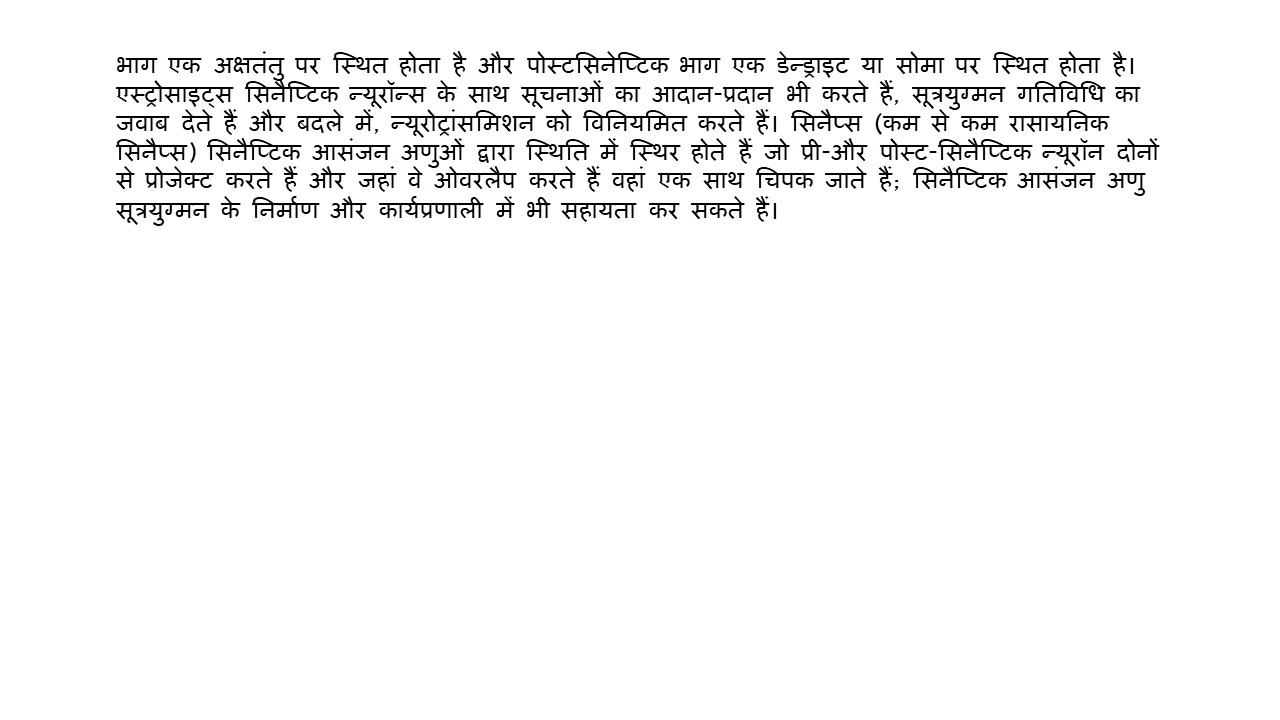 भाग एक अक्षतंतु पर स्थित होता है और पोस्टसिनेप्टिक भाग एक डेन्ड्राइट या सोमा पर स्थित होता है।
एस्ट्रोसाइट्स सिनैप्टिक न्यूरॉन्स के साथ सूचनाओं का आदान-प्रदान भी करते हैं, सूत्रयुग्मन गतिविधि का
जवाब देते हैं और बदले में, न्यूरोट्रांसमिशन को विनियमित करते हैं। सिनैप्स (कम से कम रासायनिक
सिनैप्स) सिनैप्टिक आसंजन अणुओं द्वारा स्थिति में स्थिर होते हैं जो प्री-और पोस्ट-सिनैप्टिक न्यूरॉन दोनों
से प्रोजेक्ट करते हैं और जहां वे ओवरलैप करते हैं वहां एक साथ चिपक जाते हैं; सिनैप्टिक आसंजन अणु
सूत्रयुग्मन के निर्माण और कार्यप्रणाली में भी सहायता कर सकते हैं।